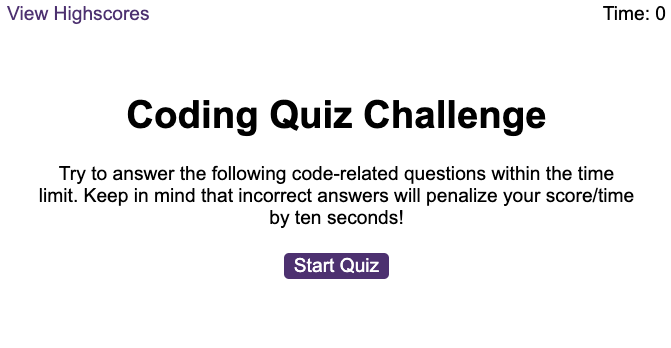 View Highscores
Time: 0
Coding Quiz Challenge
Try to answer the following code-related questions within the time
limit. Keep in mind that incorrect answers will penalize your score/time
by ten seconds!
Start Quiz